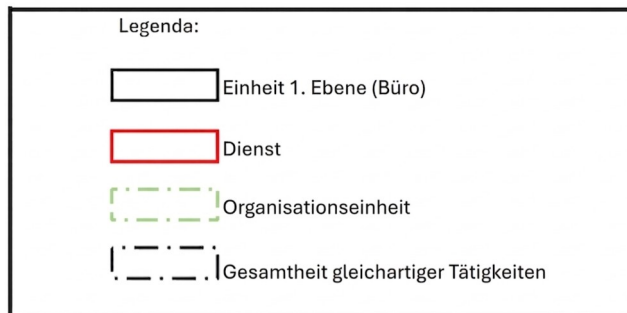 Legenda:
Einheit 1. Ebene (Büro)
Dienst
Organisationseinheit
Gesamtheit gleichartiger Tätigkeiten